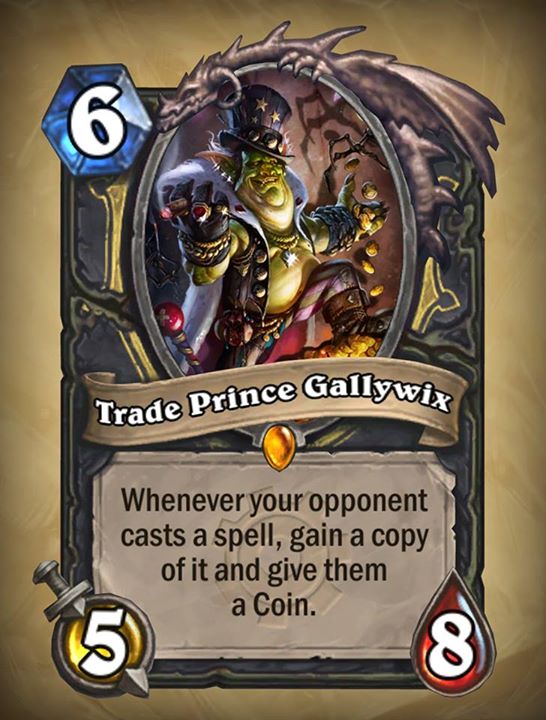 6
Trade Prince Gallywix
Whenever your opponent
casts a spell, gain a copy
of it and give them
a Coin.
5
8